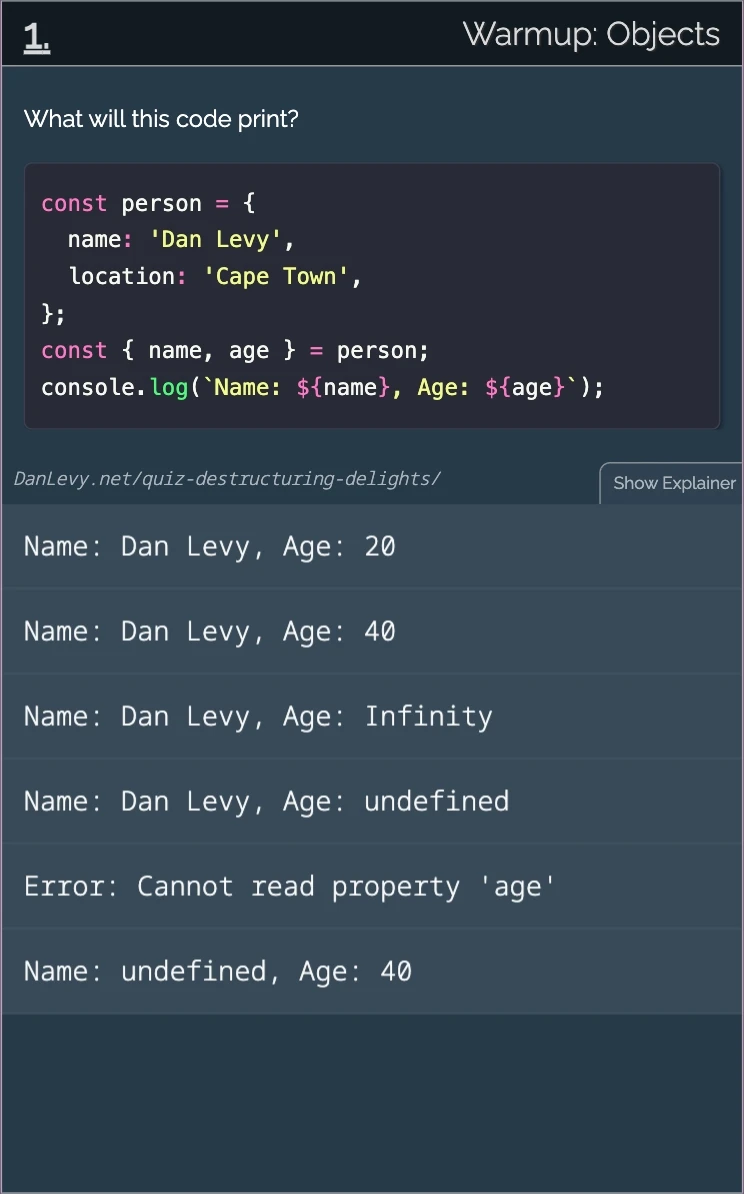 1.
Warmup: Objects
What will this code print?
const person = {
  name: 'Dan Levy',
  location: 'Cape Town',
};
const { name, age } = person;
console.log(`Name: ${name}, Age: ${age}`);
DanLevy.net/quiz-destructuring-delights/
Show Explainer
Name: Dan Levy, Age: 20
Name: Dan Levy, Age: 40
Name: Dan Levy, Age: Infinity
Name: Dan Levy, Age: undefined
Error: Cannot read property 'age'
Name: undefined, Age: 40